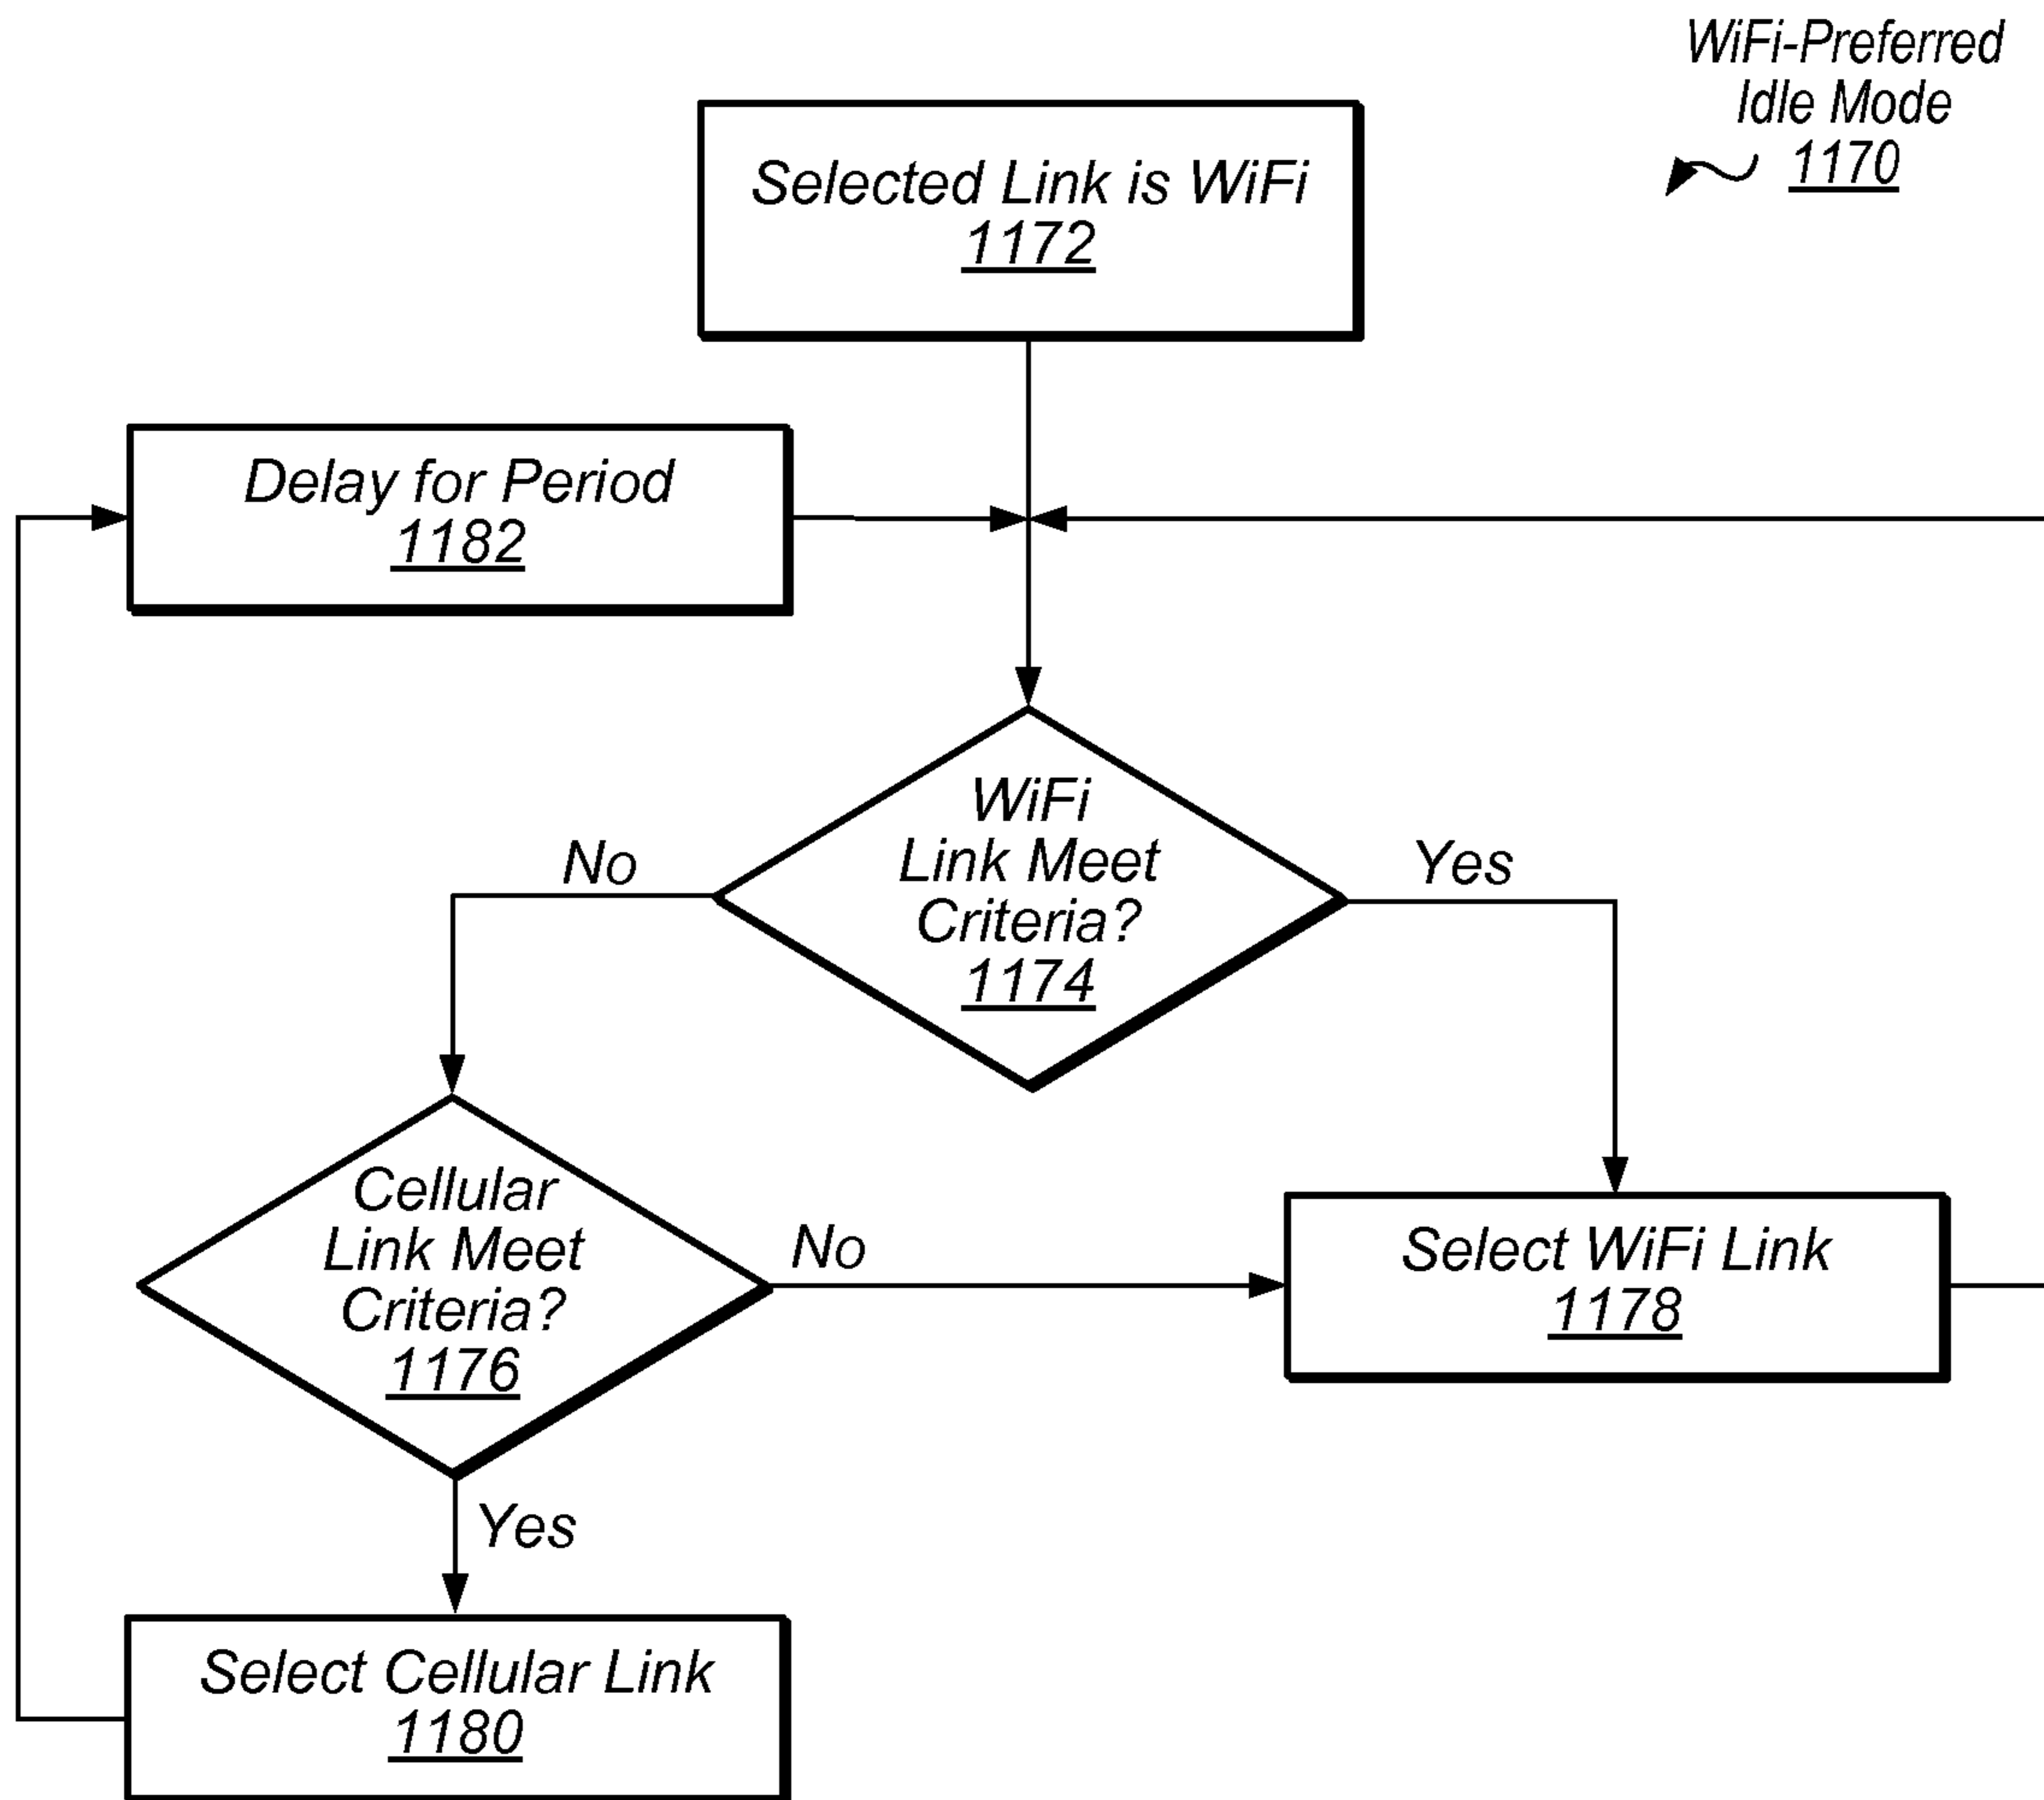 WiFi-Preferred
Idle Mode
1170
Selected Link is WiFi
1172
Delay for Period
1182
WiFi
Link Meet
Criteria?
1174
No
Yes
Cellular
Link Meet
Criteria?
1176
No
Select WiFi Link
1178
Yes
Select Cellular Link
1180